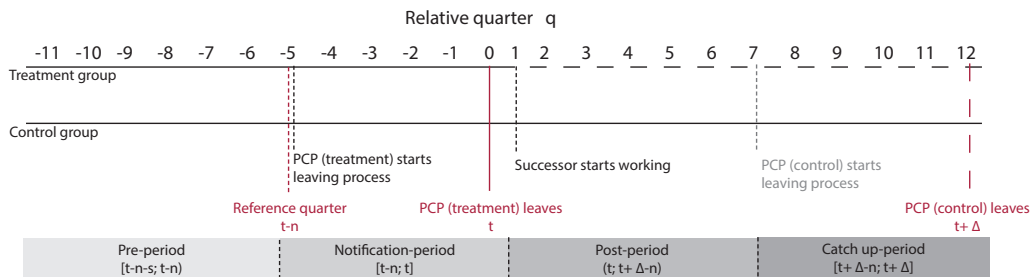 Relative quarter q
-11 -10 -9 -8 -7 -6 -5 -4 -3 -2 -1 0 1 2 3 4 5 6 7 8 9 10 11 12
Treatment group
Control group
PCP (treatment) starts
leaving process
Successor starts working
PCP (control) starts
leaving process
Reference quarter
t-n
PCP (treatment) leaves
t
PCP (control) leaves
t+ Δ
Pre-period
[t-n-s; t-n)
Notification-period
[t-n; t]
Post-period
(t; t+ Δ-n)
Catch up-period
[t+ Δ-n; t+ Δ]